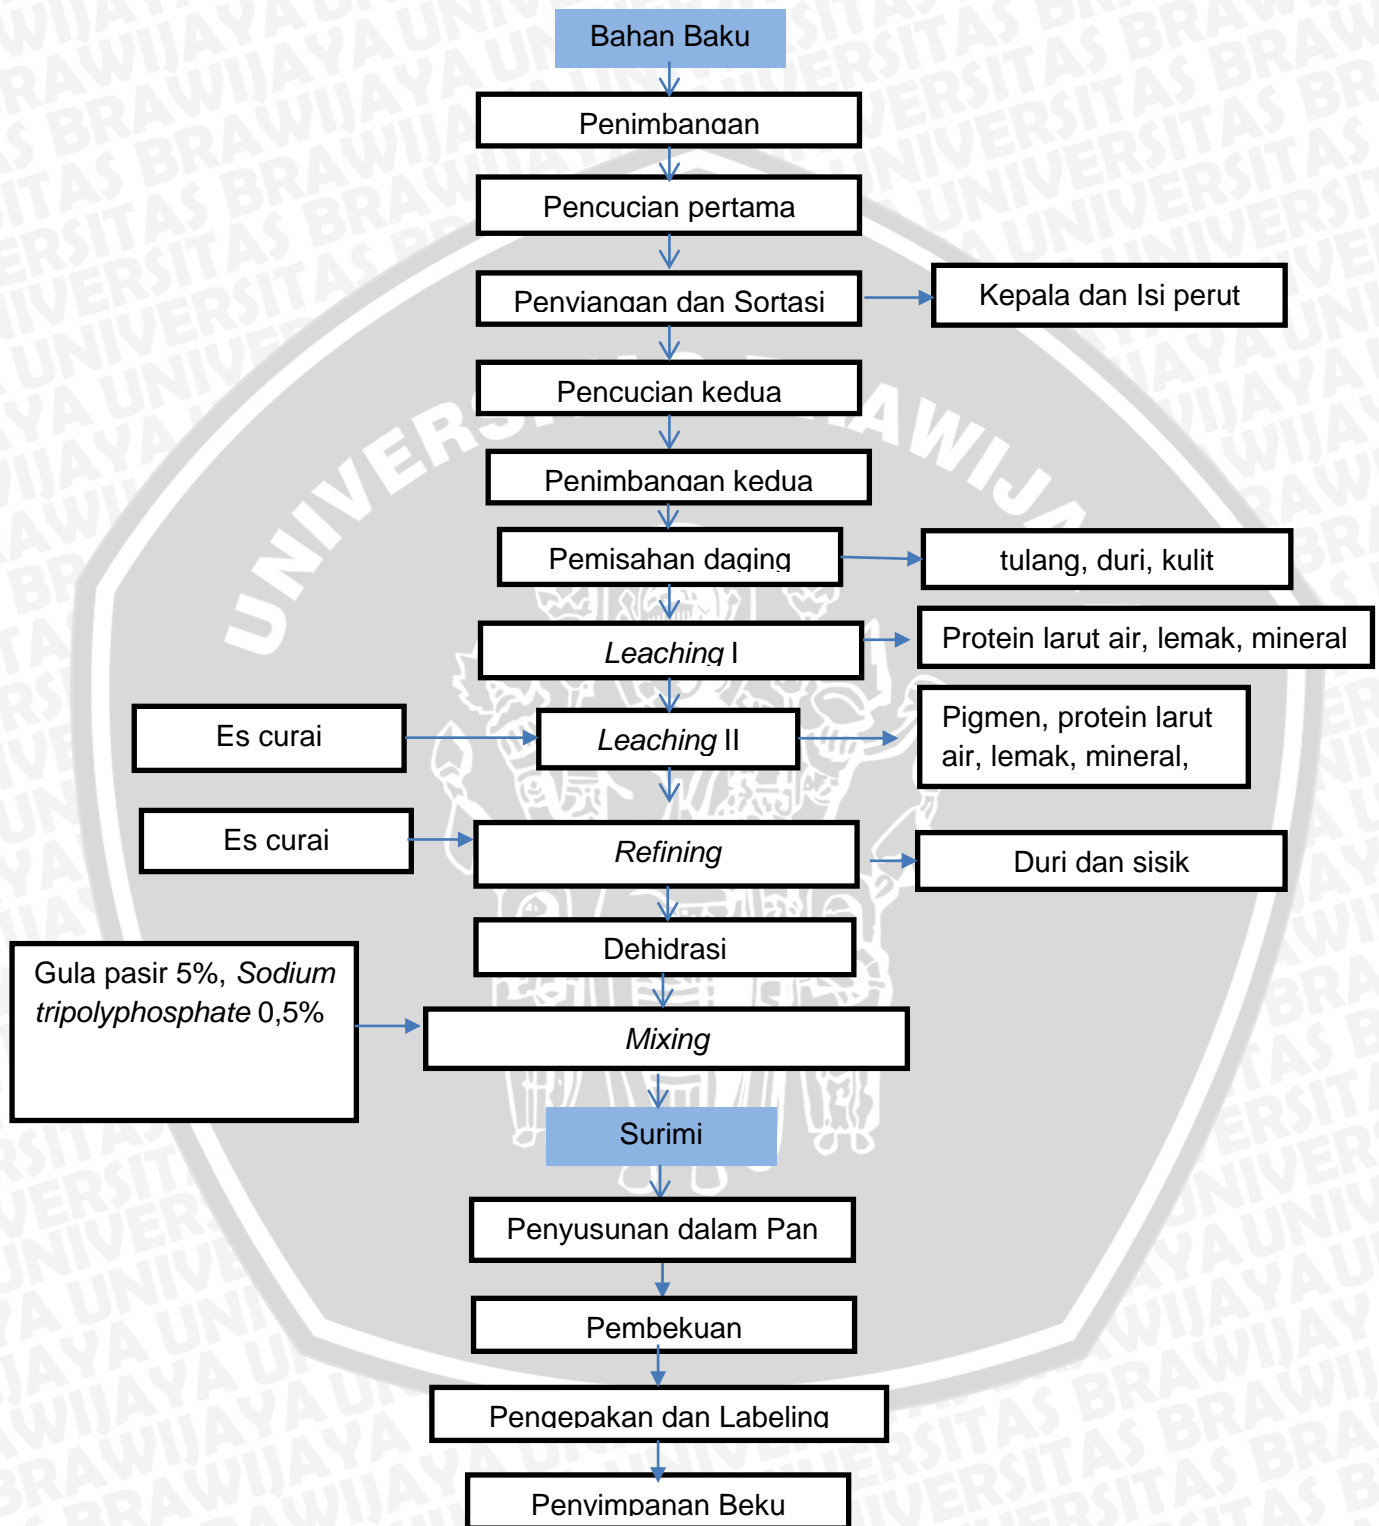 Bahan Baku
Penimbangan
Pencucian pertama
Penyiangan dan Sortasi
Kepala dan Isi perut
Pencucian kedua
Penimbangan kedua
Pemisahan daging
tulang, duri, kulit
Leaching I
Protein larut air, lemak, mineral
Es curai
Leaching II
Pigmen, protein larut
air, lemak, mineral,
Es curai
Refining
Duri dan sisik
Dehidrasi
Gula pasir 5%, Sodium
tripolyphosphate 0,5%
Mixing
Surimi
Penyusunan dalam Pan
Pembekuan
Pengepakan dan Labeling
Penyimpanan Beku